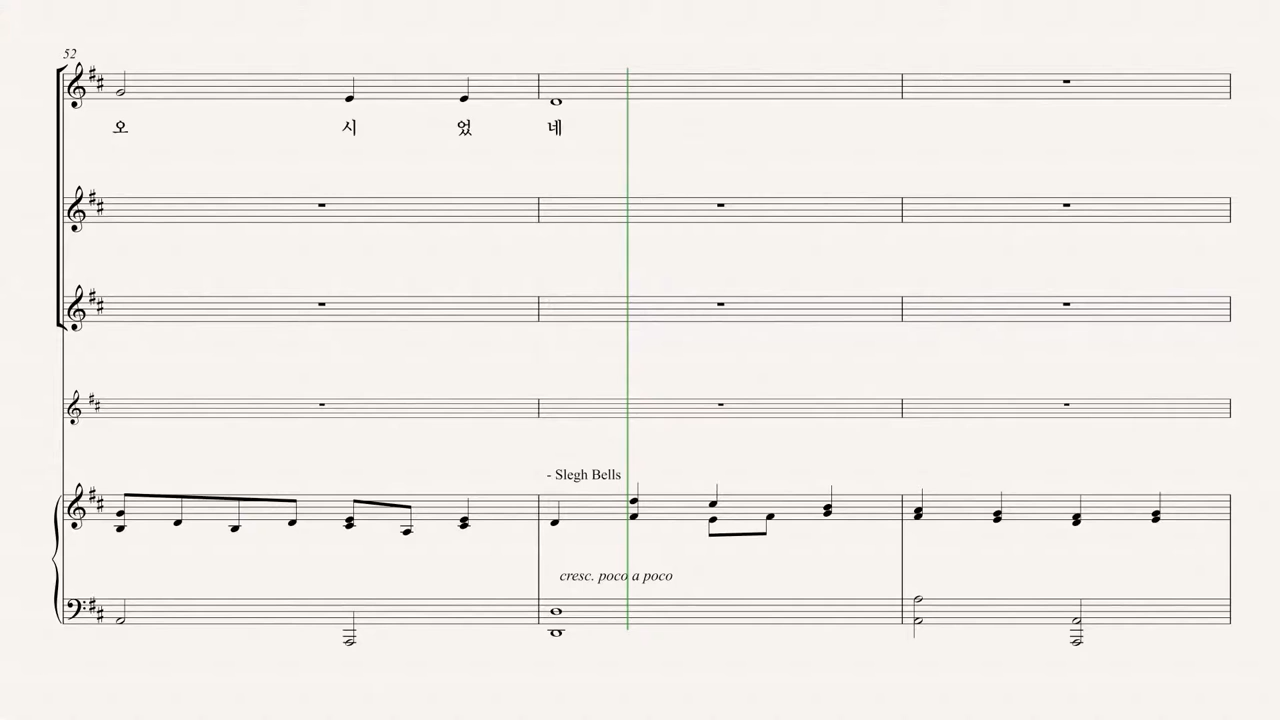 52
오 시 었 네
- Slegh Bells
cresc. poco a poco